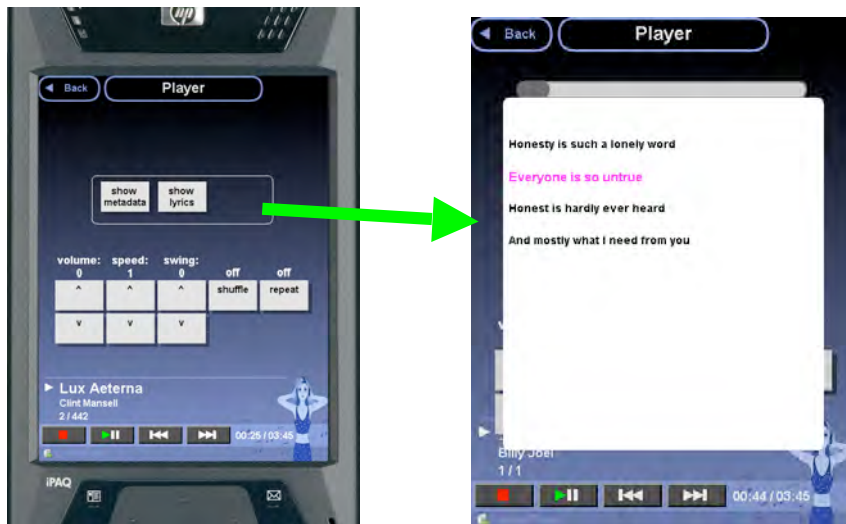 hp
Back
Player
show metadata
show lyrics
volume:
0
speed:
1
swing:
0
off
off
^
^
^
shuffle
repeat
v
v
v
Lux Aeterna
Clint Mansell
2 / 442
00:25 / 03:45
iPAQ
Back
Player
Honesty is such a lonely word
Everyone is so untrue
Honest is hardly ever heard
And mostly what I need from you
v
Billy Joel
1 / 1
00:44 / 03:45